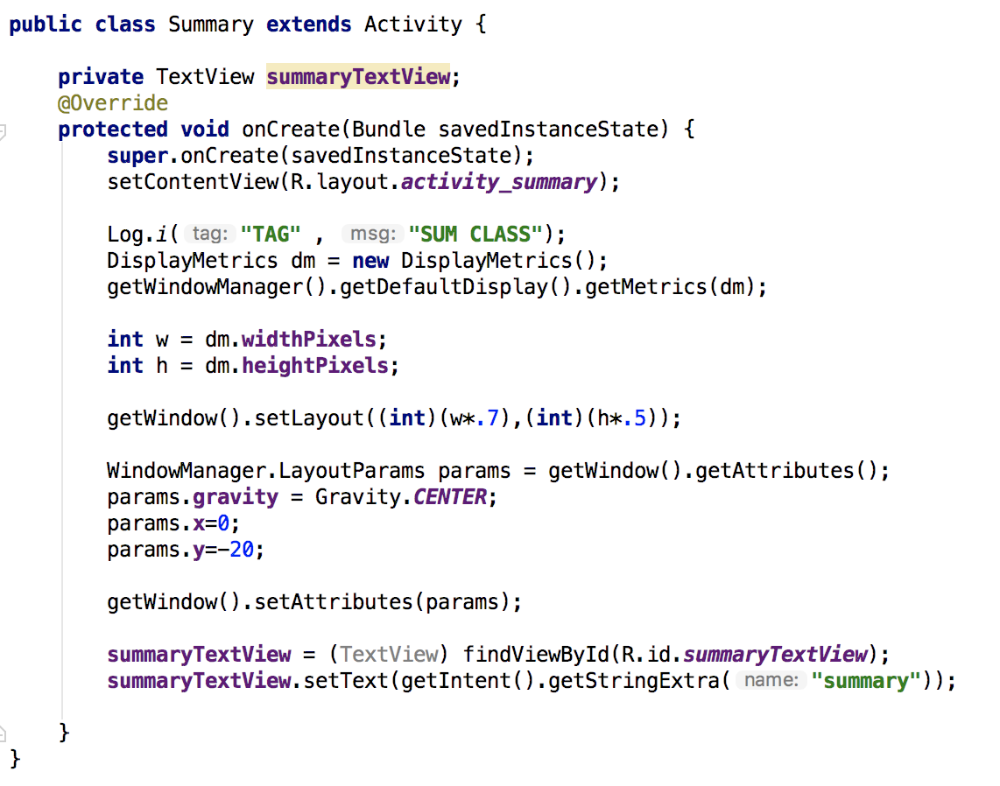 public class Summary extends Activity {
private TextView summaryTextView;
@Override
protected void onCreate(Bundle savedInstanceState) {
super.onCreate(savedInstanceState);
setContentView(R.layout.activity_summary);
Log.i( tag: "TAG" , msg: "SUM CLASS");
DisplayMetrics dm = new DisplayMetrics();
getWindowManager().getDefaultDisplay().getMetrics(dm);
int w = dm.widthPixels;
int h = dm.heightPixels;
getWindow().setLayout((int)(w*.7),(int)(h*.5));
WindowManager.LayoutParams params = getWindow().getAttributes();
params.gravity = Gravity.CENTER;
params.x=0;
params.y=-20;
getWindow().setAttributes(params);
summaryTextView = (TextView) findViewById(R.id.summaryTextView);
summaryTextView.setText(getIntent().getStringExtra( name: "summary"));
}
}